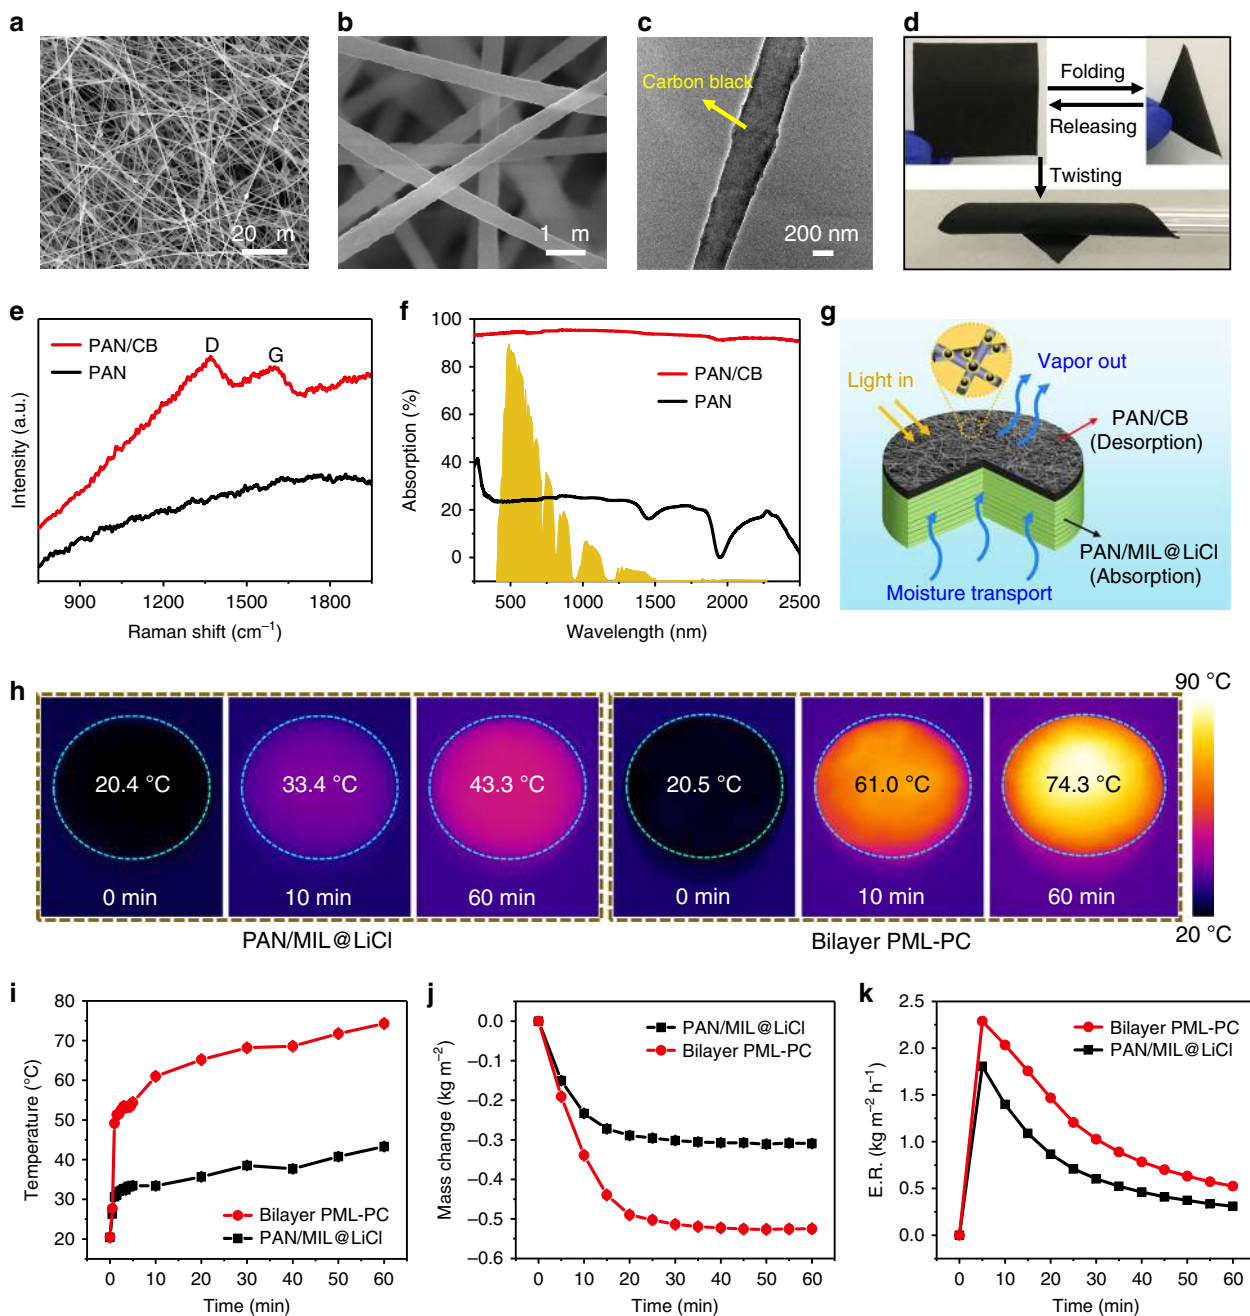 a
20 m
b
1 m
c
Carbon black
200 nm
d
Folding
Releasing
Twisting
e
PAN/CB
PAN
D
G
Intensity (a.u.)
900 1200 1500 1800
Raman shift (cm⁻¹)
f
100
80
60
40
20
0
Absorption (%)
PAN/CB
PAN
500 1000 1500 2000 2500
Wavelength (nm)
g
Light in
Vapor out
PAN/CB
(Desorption)
PAN/MIL@LiCl
(Absorption)
Moisture transport
h
20.4 °C
0 min
33.4 °C
10 min
43.3 °C
60 min
20.5 °C
0 min
61.0 °C
10 min
74.3 °C
60 min
90 °C
20 °C
PAN/MIL@LiCl
Bilayer PML-PC
i
80
70
60
50
40
30
20
Temperature (°C)
Bilayer PML-PC
PAN/MIL@LiCl
0 10 20 30 40 50 60
Time (min)
j
0.0
−0.1
−0.2
−0.3
−0.4
−0.5
−0.6
Mass change (kg m⁻²)
PAN/MIL@LiCl
Bilayer PML-PC
0 10 20 30 40 50 60
Time (min)
k
2.5
2.0
1.5
1.0
0.5
0.0
E.R. (kg m⁻² h⁻¹)
Bilayer PML-PC
PAN/MIL@LiCl
0 10 20 30 40 50 60
Time (min)